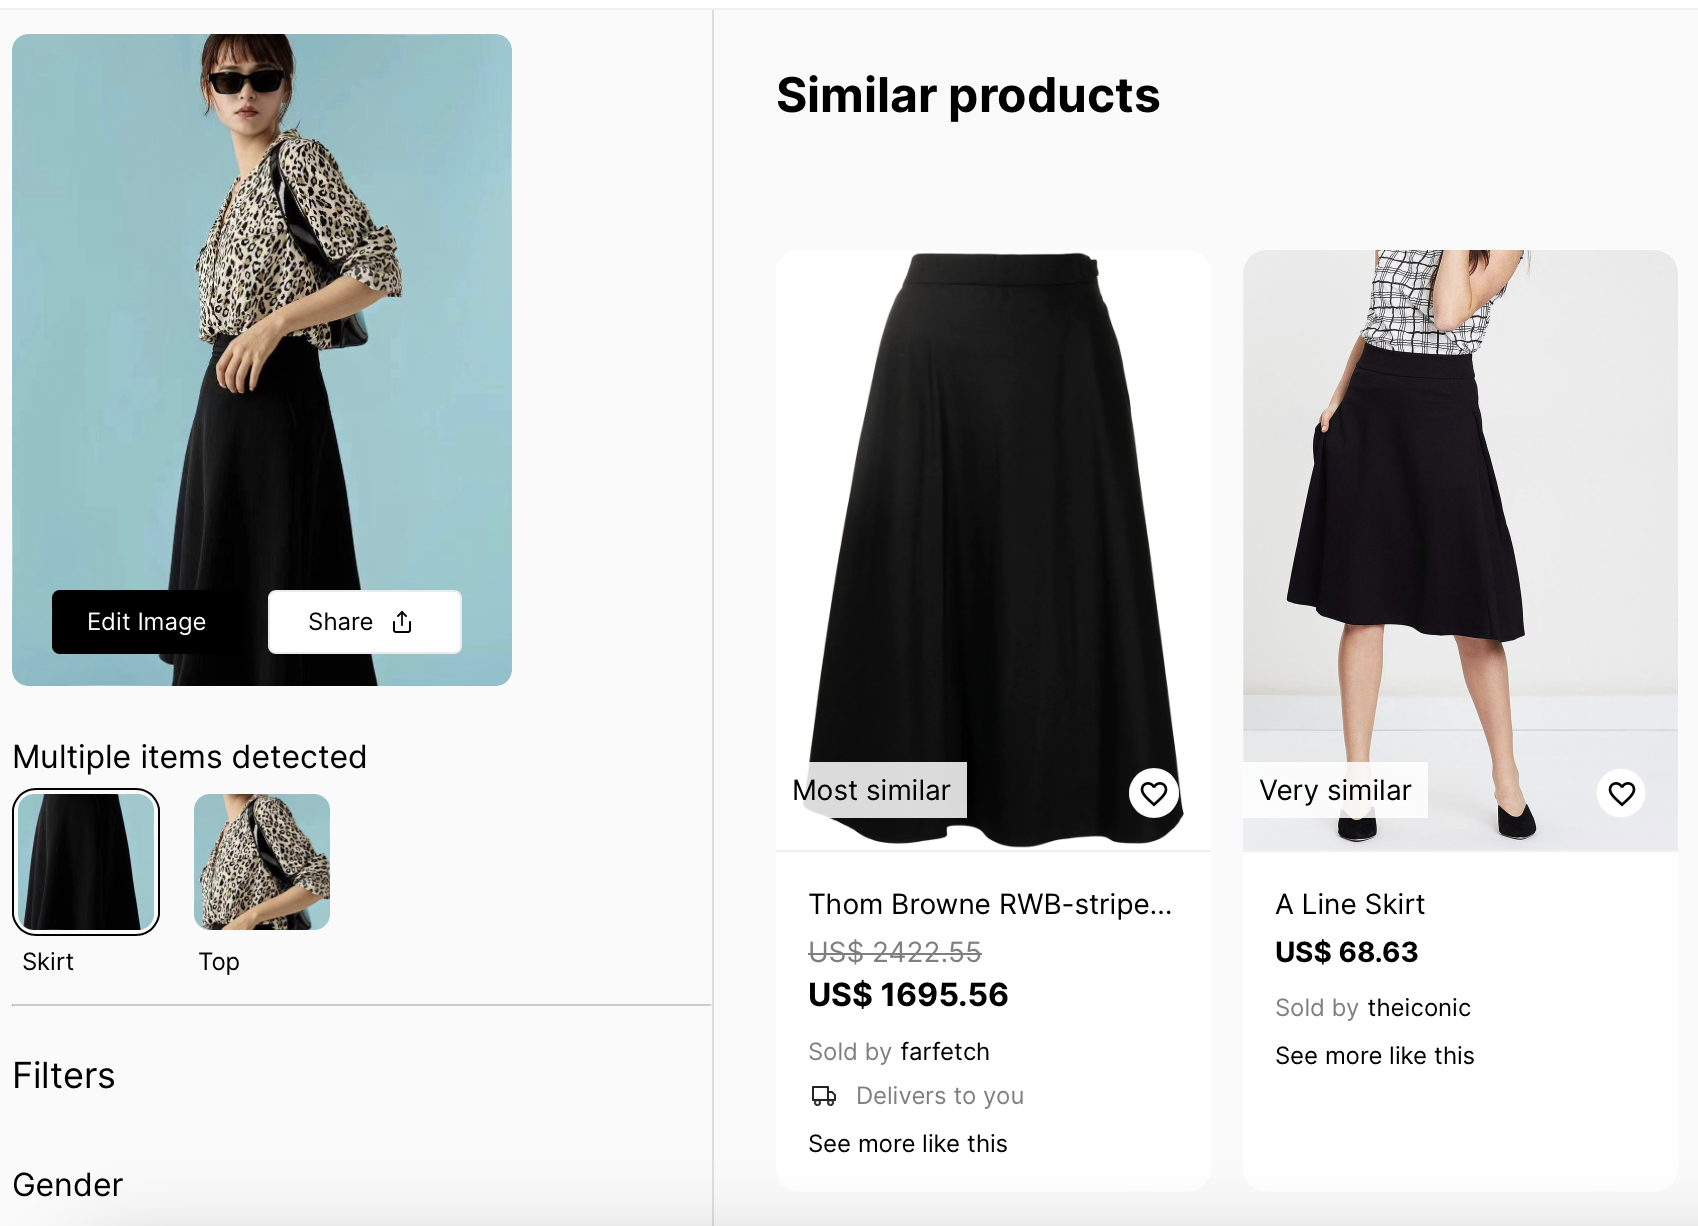 Edit Image
Share
Multiple items detected
Skirt
Top
Filters
Gender
Similar products
Most similar
Thom Browne RWB-stripe...
US$ 2422.55
US$ 1695.56
Sold by farfetch
Delivers to you
See more like this
Very similar
A Line Skirt
US$ 68.63
Sold by theiconic
See more like this